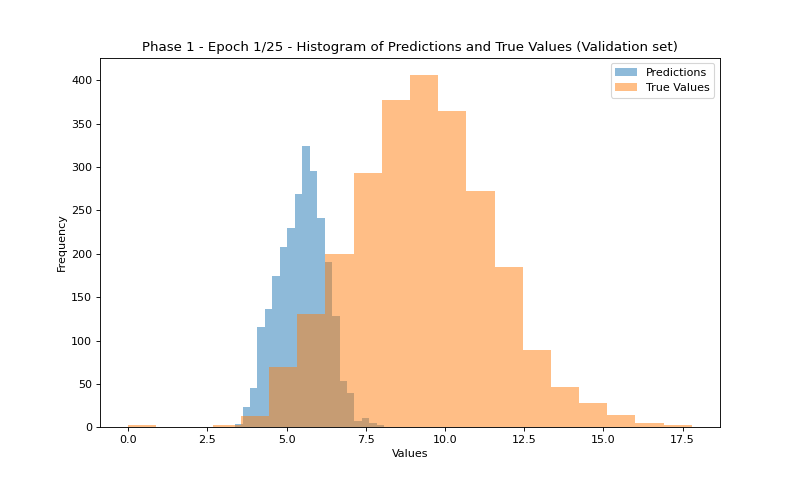 Phase 1 - Epoch 1/25 - Histogram of Predictions and True Values (Validation set)
Predictions
True Values
Frequency
400
350
300
250
200
150
100
50
0
0.0 2.5 5.0 7.5 10.0 12.5 15.0 17.5
Values